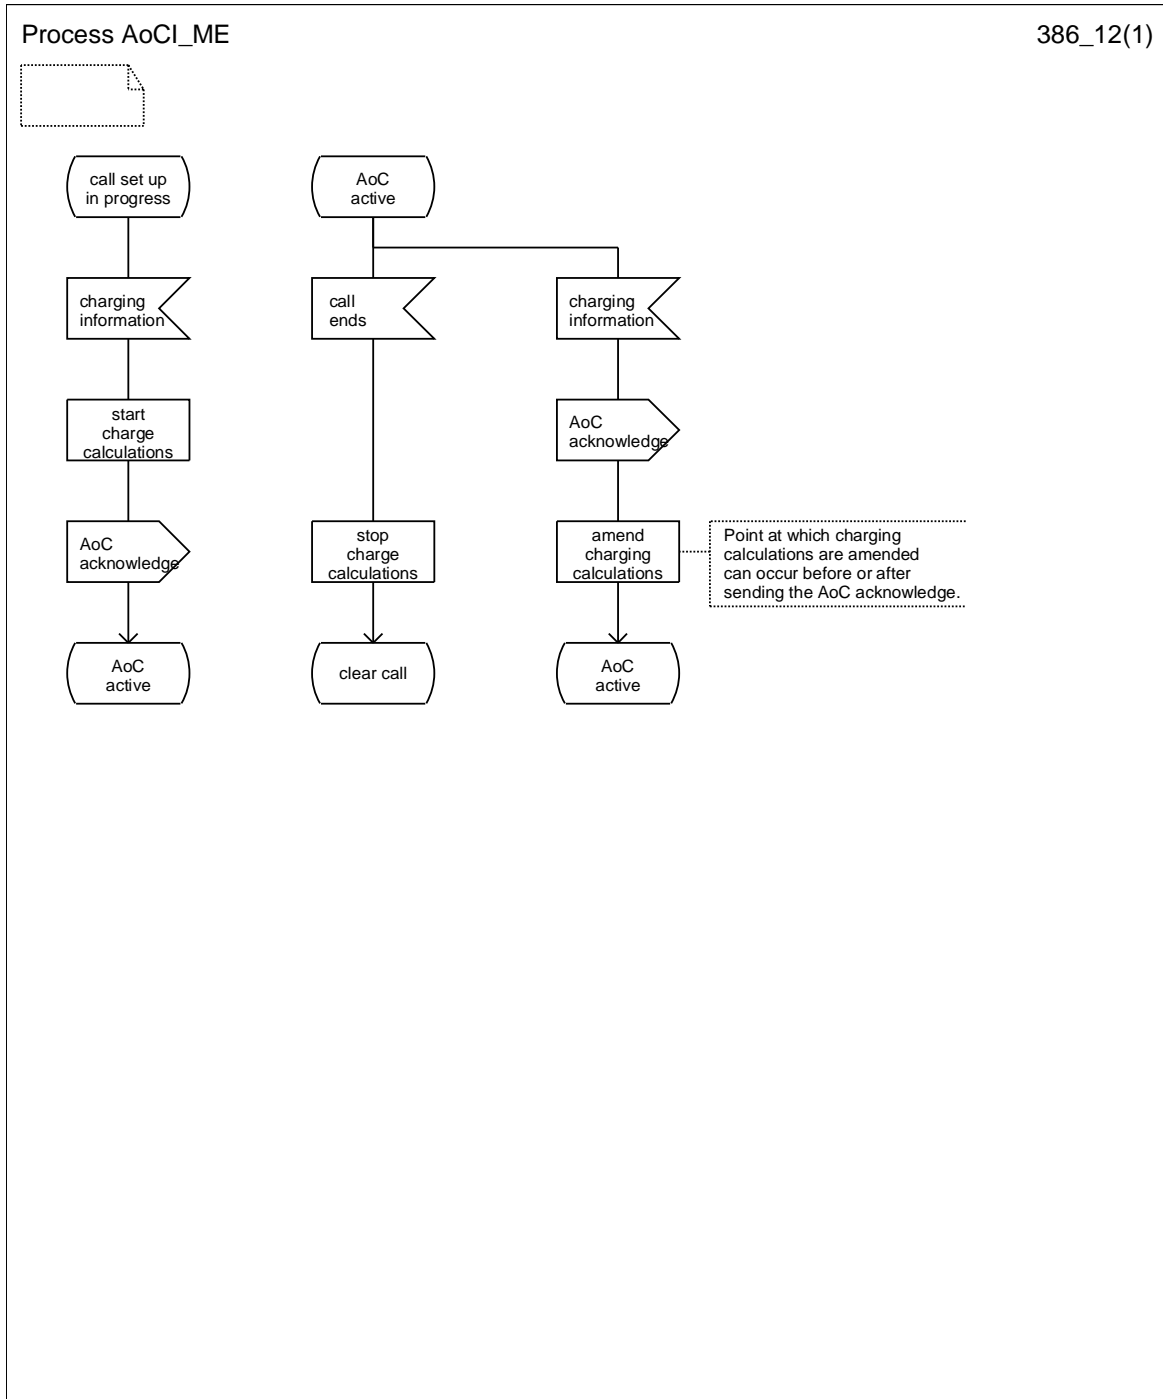 Process AoCI_ME
386_12(1)
call set up
in progress
charging
information
start
charge
calculations
AoC
acknowledge
AoC
active
AoC
active
call
ends
stop
charge
calculations
clear call
charging
information
AoC
acknowledge
amend
charging
calculations
Point at which charging
calculations are amended
can occur before or after
sending the AoC acknowledge.
AoC
active